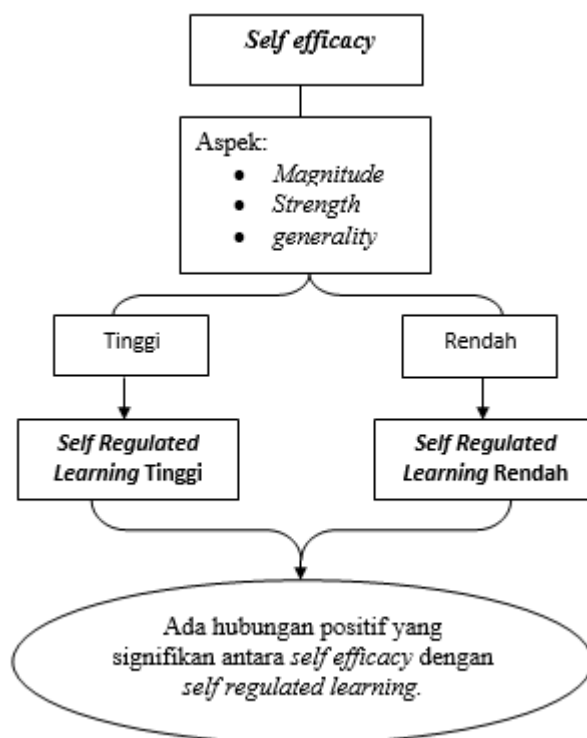 Self efficacy
Aspek:
● Magnitude
● Strength
● generality
Tinggi
Rendah
Self Regulated
Learning Tinggi
Self Regulated
Learning Rendah
Ada hubungan positif yang
signifikan antara self efficacy dengan
self regulated learning.